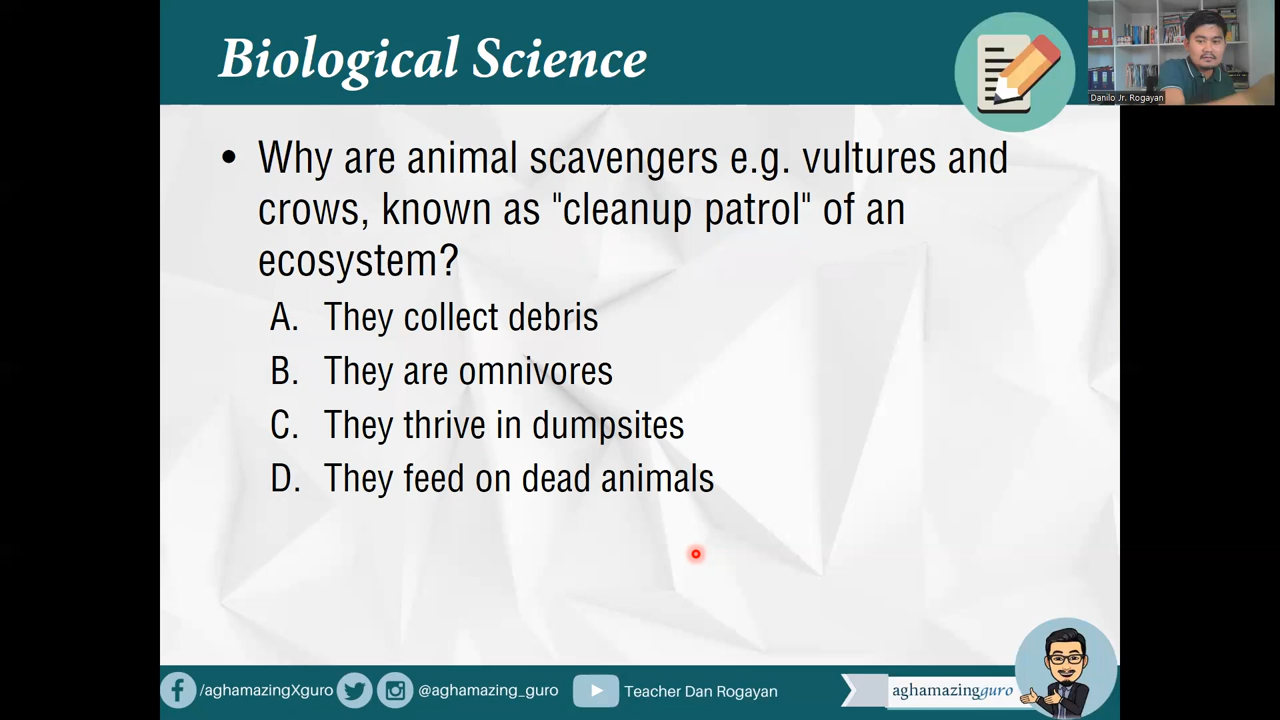 Biological Science
Danilo Jr. Rogayan
• Why are animal scavengers e.g. vultures and
crows, known as "cleanup patrol" of an
ecosystem?
A. They collect debris
B. They are omnivores
C. They thrive in dumpsites
D. They feed on dead animals
/aghamazingXguro @aghamazing_guro Teacher Dan Rogayan aghamazingguro